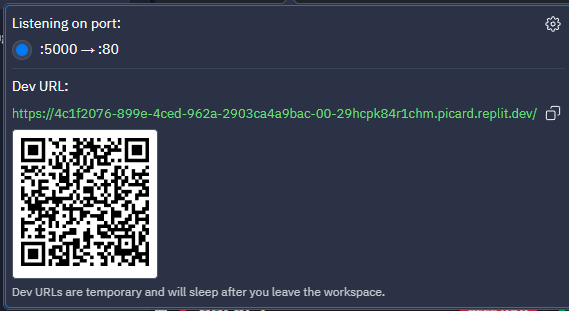 Listening on port:
:5000 → :80
Dev URL:
https://4c1f2076-899e-4ced-962a-2903ca4a9bac-00-29hcpk84r1chm.picard.replit.dev/
Dev URLs are temporary and will sleep after you leave the workspace.